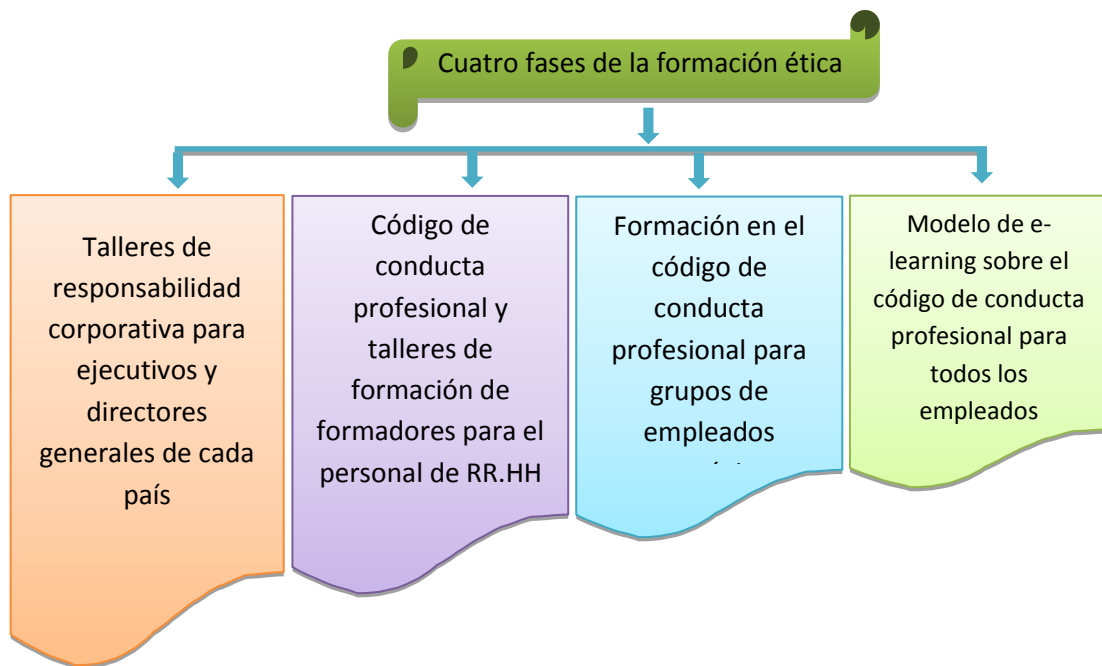 Cuatro fases de la formación ética
Talleres de
responsabilidad
corporativa para
ejecutivos y
directores
generales de cada
país
Código de
conducta
profesional y
talleres de
formación de
formadores para el
personal de RR.HH
Formación en el
código de
conducta
profesional para
grupos de
empleados
Modelo de e-
learning sobre el
código de conducta
profesional para
todos los
empleados